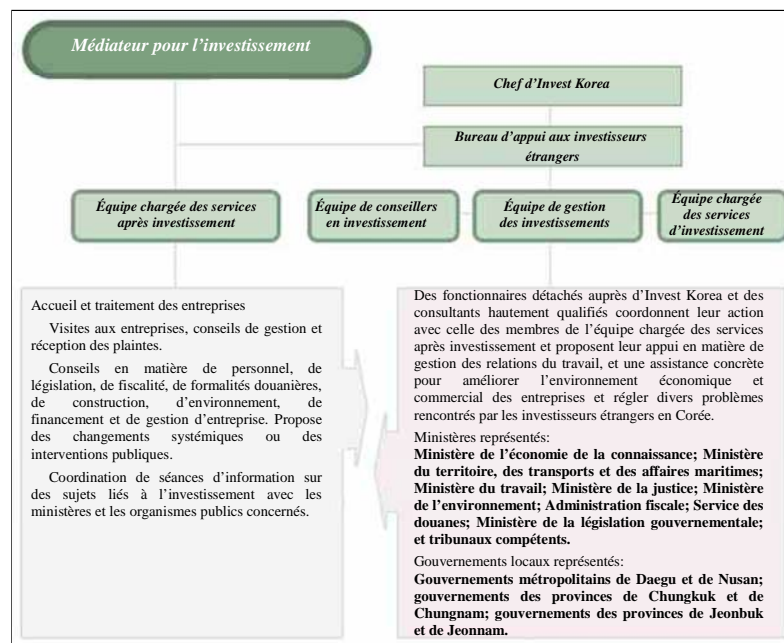 Médiateur pour l’investissement
Chef d’Invest Korea
Bureau d’appui aux investisseurs
étrangers
Équipe chargée des services
après investissement
Équipe de conseillers
en investissement
Équipe de gestion
des investissements
Équipe chargée
des services
d’investissement
Accueil et traitement des entreprises
Visites aux entreprises, conseils de gestion et
réception des plaintes.
Conseils en matière de personnel, de
législation, de fiscalité, de formalités douanières,
de construction, d’environnement, de
financement et de gestion d’entreprise. Propose
des changements systémiques ou des
interventions publiques.
Coordination de séances d’information sur
des sujets liés à l’investissement avec les
ministères et les organismes publics concernés.
Des fonctionnaires détachés auprès d’Invest Korea et des
consultants hautement qualifiés coordonnent leur action
avec celle des membres de l’équipe chargée des services
après investissement et proposent leur appui en matière de
gestion des relations du travail, et une assistance concrète
pour améliorer l’environnement économique et
commercial des entreprises et régler divers problèmes
rencontrés par les investisseurs étrangers en Corée.
Ministères représentés:
Ministère de l’économie de la connaissance; Ministère
du territoire, des transports et des affaires maritimes;
Ministère du travail; Ministère de la justice; Ministère
de l’environnement; Administration fiscale; Service des
douanes; Ministère de la législation gouvernementale;
et tribunaux compétents.
Gouvernements locaux représentés:
Gouvernements métropolitains de Daegu et de Nusan;
gouvernements des provinces de Chungkuk et de
Chungnam; gouvernements des provinces de Jeonbuk
et de Jeonnam.